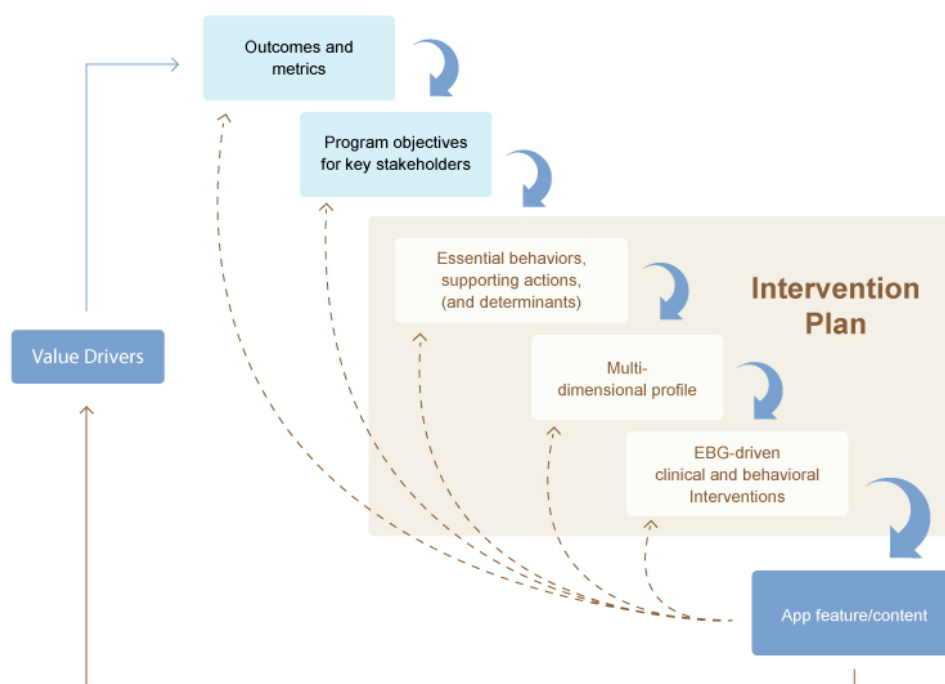 Outcomes and
metrics
Program objectives
for key stakeholders
Essential behaviors,
supporting actions,
(and determinants)
Intervention
Plan
Value Drivers
Multi-
dimensional profile
EBG-driven
clinical and behavioral
Interventions
App feature/content